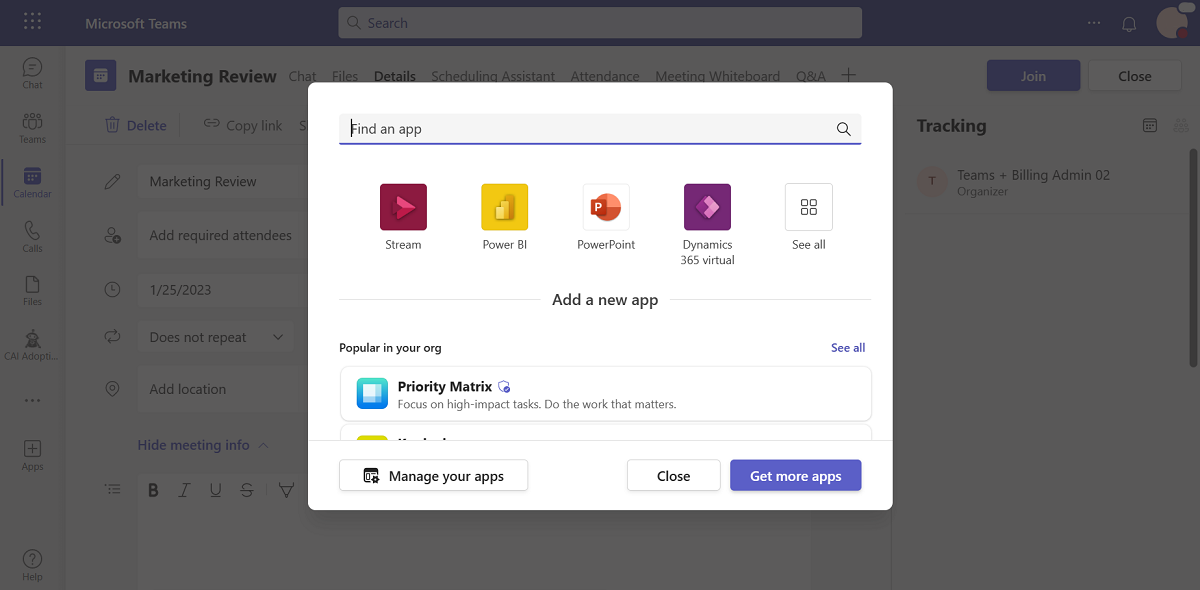 Microsoft Teams
Search
Chat
Teams
Calendar
Calls
Files
CAI Adopti...
Apps
Help
Marketing Review
Chat
Files
Details
Scheduling Assistant
Attendance
Meeting Whiteboard
Q&A
Join
Close
Delete
Copy link
Marketing Review
Add required attendees
1/25/2023
Does not repeat
Add location
Hide meeting info
B I U S
Tracking
T
Teams + Billing Admin 02
Organizer
Find an app
Stream
Power BI
P
PowerPoint
Dynamics
365 virtual
See all
Add a new app
Popular in your org
See all
Priority Matrix
Focus on high-impact tasks. Do the work that matters.
Manage your apps
Close
Get more apps